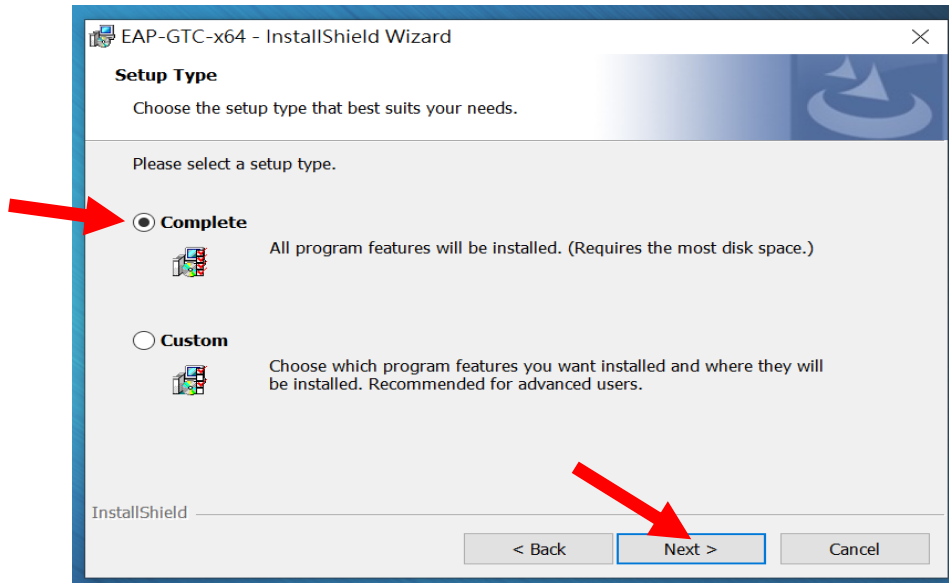 EAP-GTC-x64 - InstallShield Wizard
Setup Type
Choose the setup type that best suits your needs.
Please select a setup type.
Complete
All program features will be installed. (Requires the most disk space.)
Custom
Choose which program features you want installed and where they will
be installed. Recommended for advanced users.
InstallShield
< Back
Next >
Cancel